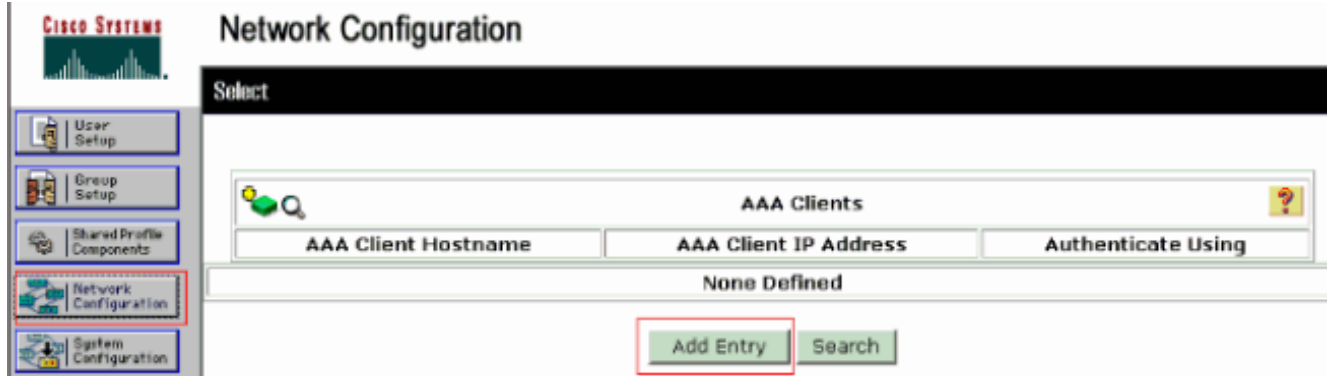 CISCO SYSTEMS
Network Configuration
Select
User
Setup
Group
Setup
Shared Profile
Components
Network
Configuration
System
Configuration
AAA Clients
?
AAA Client Hostname
AAA Client IP Address
Authenticate Using
None Defined
Add Entry
Search